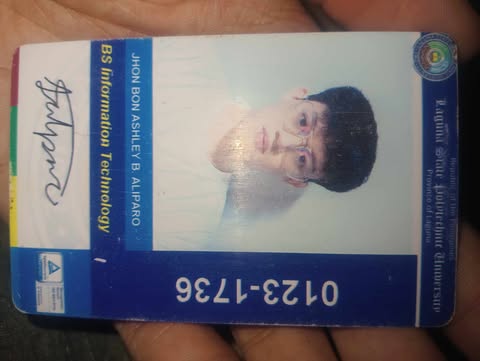 Republic of the Philippines
Laguna State Polytechnic University
Province of Laguna
0123-1736
JHON BON ASHLEY B. ALIPARO
BS Information Technology